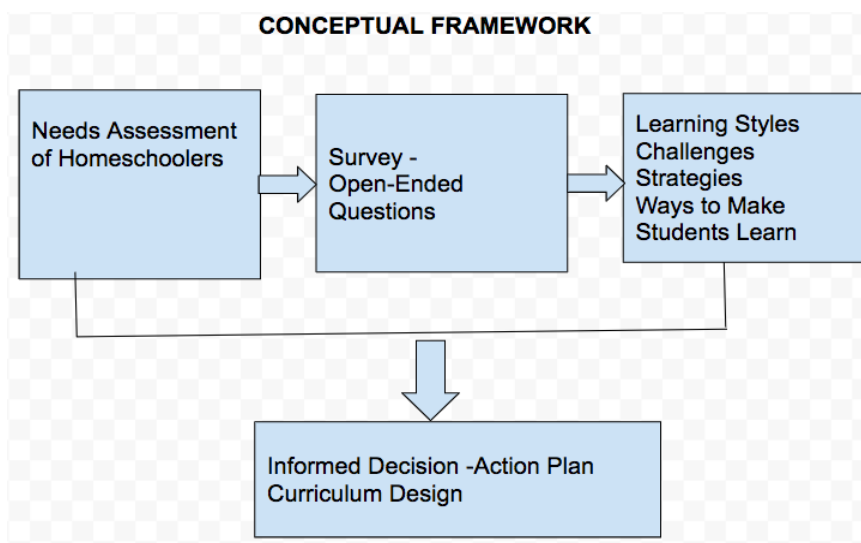 CONCEPTUAL FRAMEWORK
Needs Assessment
of Homeschoolers
Survey -
Open-Ended
Questions
Learning Styles
Challenges
Strategies
Ways to Make
Students Learn
Informed Decision -Action Plan
Curriculum Design